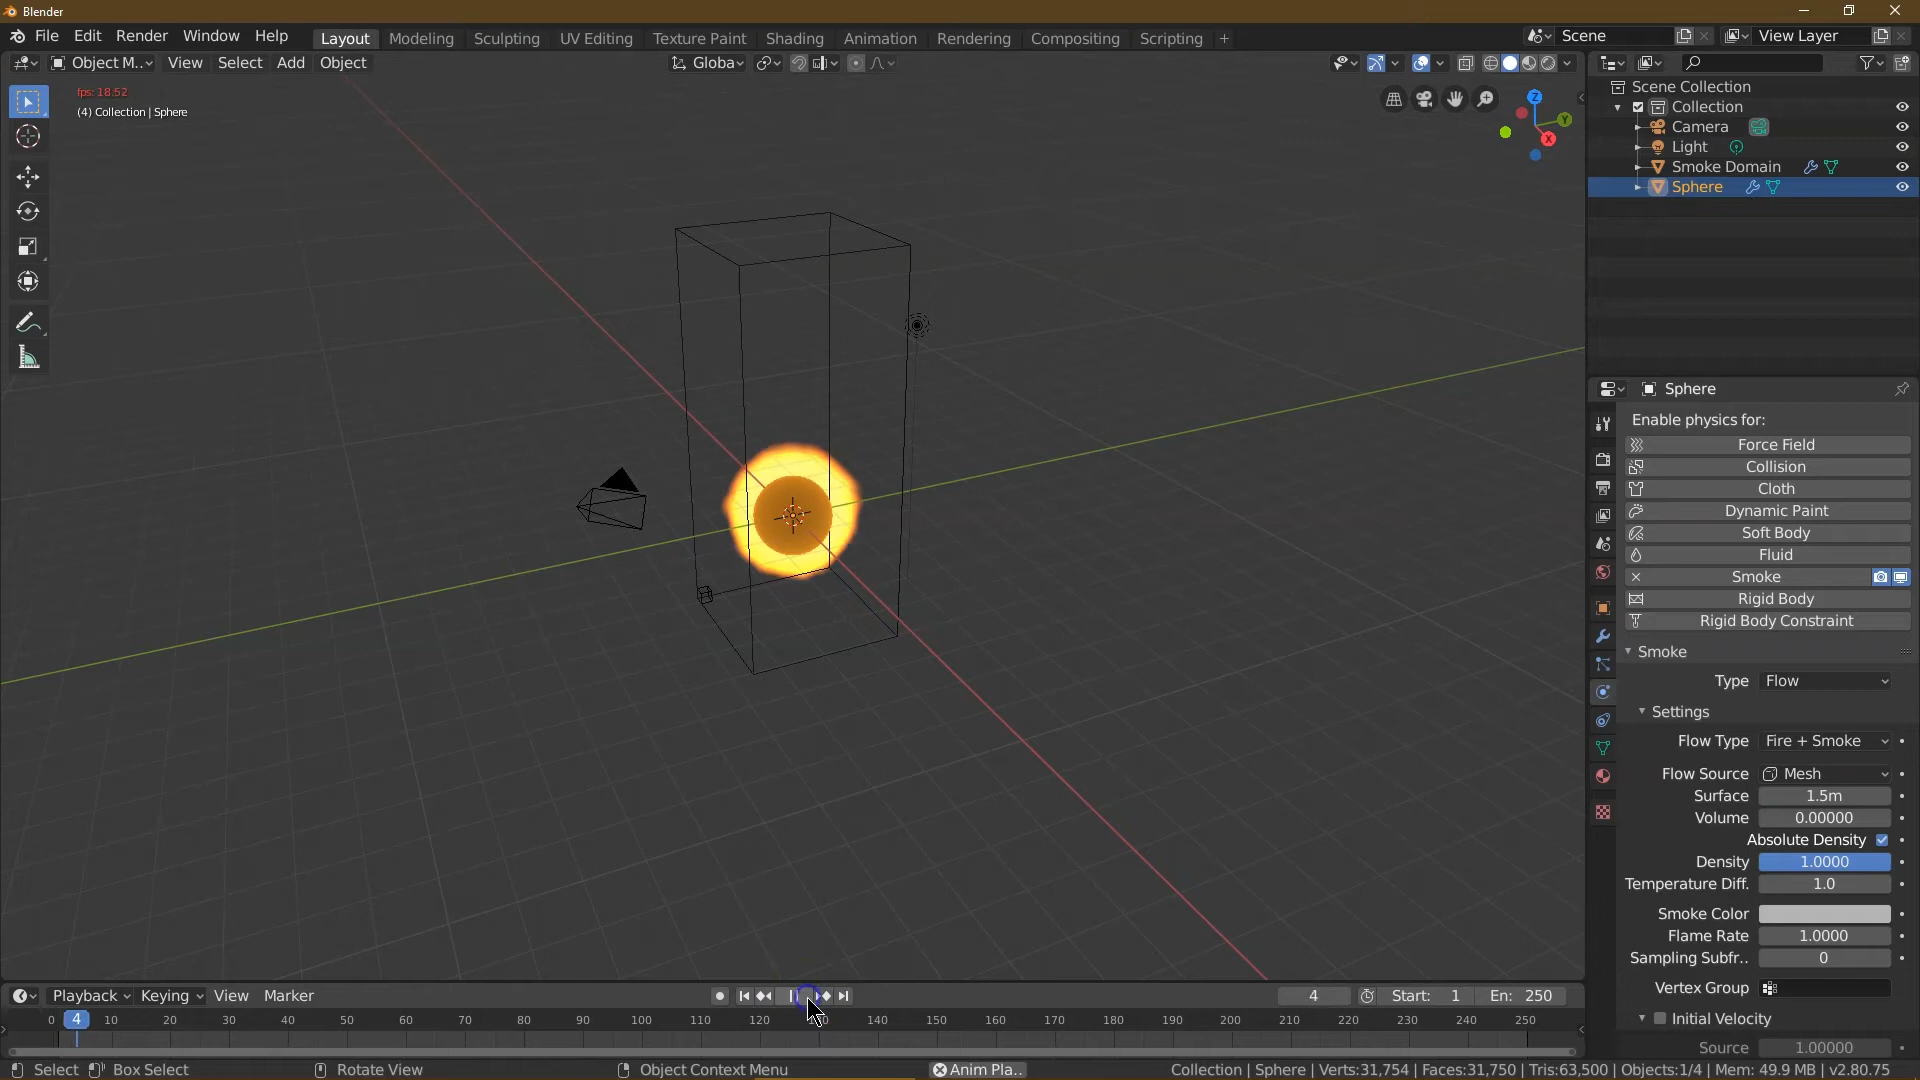 Blender
File Edit Render Window Help Layout Modeling Sculpting UV Editing Texture Paint Shading Animation Rendering Compositing Scripting + Scene View Layer
Object M.. View Select Add Object Globa
fps: 18.52
(4) Collection | Sphere
Z
Y
X
Scene Collection
Collection
Camera
Light
Smoke Domain
Sphere
Sphere
Enable physics for:
Force Field
Collision
Cloth
Dynamic Paint
Soft Body
Fluid
Smoke
Rigid Body
Rigid Body Constraint
Smoke
Type Flow
Settings
Flow Type Fire + Smoke
Flow Source Mesh
Surface 1.5m
Volume 0.00000
Absolute Density
Density 1.0000
Temperature Diff. 1.0
Smoke Color
Flame Rate 1.0000
Sampling Subfr.. 0
Vertex Group
Initial Velocity
Source 1.00000
Playback Keying View Marker 4 Start: 1 En: 250
0 4 10 20 30 40 50 60 70 80 90 100 110 120 130 140 150 160 170 180 190 200 210 220 230 240 250
Select Box Select Rotate View Object Context Menu Anim Pla.. Collection | Sphere | Verts:31,754 | Faces:31,750 | Tris:63,500 | Objects:1/4 | Mem: 49.9 MB | v2.80.75